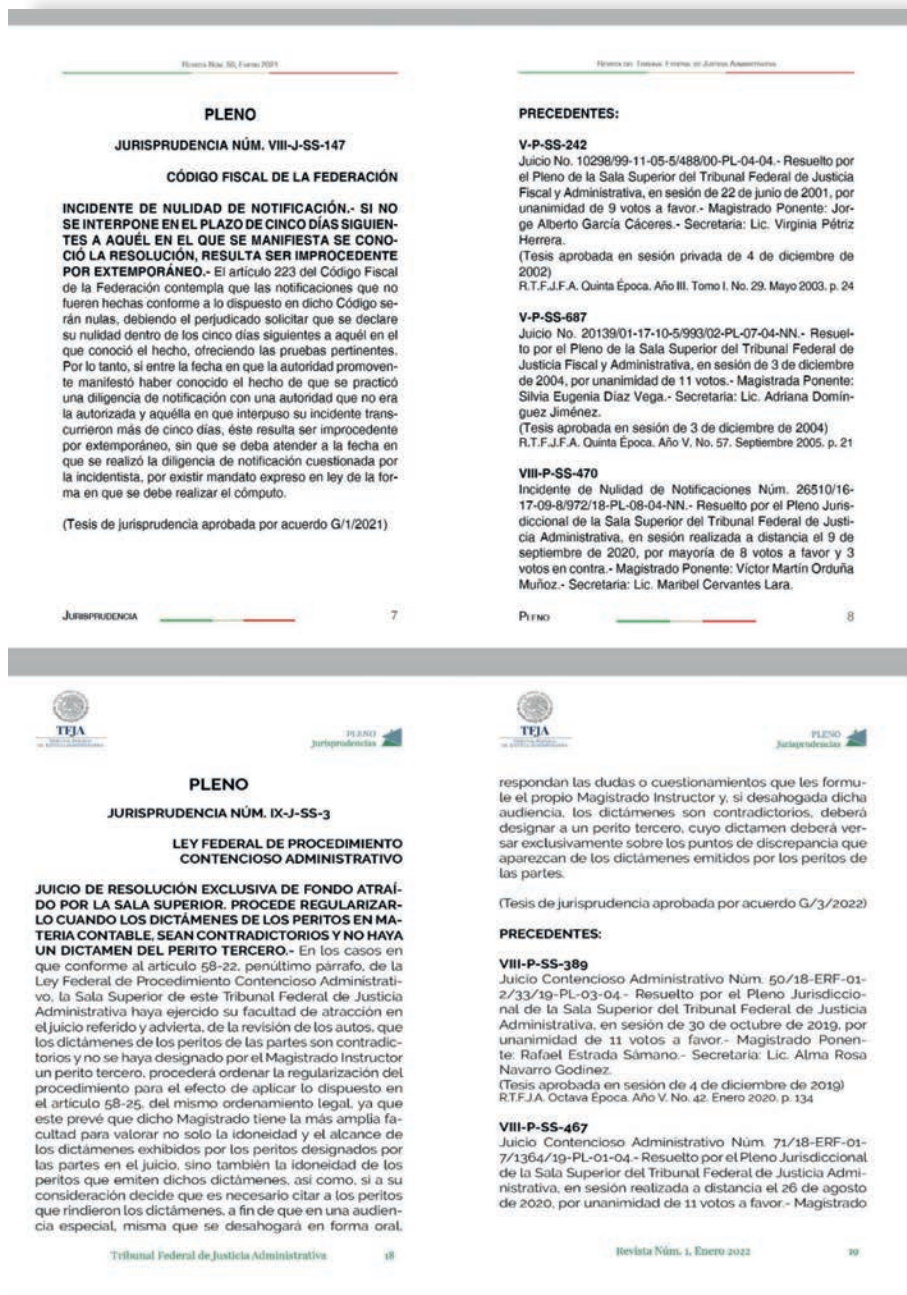 PLENO
JURISPRUDENCIA NÚM. VIII-J-SS-147
CÓDIGO FISCAL DE LA FEDERACIÓN
INCIDENTE DE NULIDAD DE NOTIFICACIÓN.- SI NO
SE INTERPONE EN EL PLAZO DE CINCO DÍAS SIGUIEN-
TES A AQUÉL EN EL QUE SE MANIFIESTA SE CONO-
CIÓ LA RESOLUCIÓN, RESULTA SER IMPROCEDENTE
POR EXTEMPORÁNEO.- El artículo 223 del Código Fiscal
de la Federación contempla que las notificaciones que no
fueren hechas conforme a lo dispuesto en dicho Código se-
rán nulas, debiendo el perjudicado solicitar que se declare
su nulidad dentro de los cinco días siguientes a aquél en el
que conoció el hecho, ofreciendo las pruebas pertinentes.
Por lo tanto, si entre la fecha en que la autoridad promoven-
te manifestó haber conocido el hecho de que se practicó
una diligencia de notificación con una autoridad que no era
la autorizada y aquélla en que interpuso su incidente trans-
currieron más de cinco días, éste resulta ser improcedente
por extemporáneo, sin que se deba atender a la fecha en
que se realizó la diligencia de notificación cuestionada por
la incidentista, por existir mandato expreso en ley de la for-
ma en que se debe realizar el cómputo.
(Tesis de jurisprudencia aprobada por acuerdo G/1/2021)
JURISPRUDENCIA 7
PRECEDENTES:
V-P-SS-242
Juicio No. 10298/99-11-05-5/488/00-PL-04-04.- Resuelto por
el Pleno de la Sala Superior del Tribunal Federal de Justicia
Fiscal y Administrativa, en sesión de 22 de junio de 2001, por
unanimidad de 9 votos a favor.- Magistrado Ponente: Jor-
ge Alberto García Cáceres.- Secretaria: Lic. Virginia Pétriz
Herrera.
(Tesis aprobada en sesión privada de 4 de diciembre de
2002)
R.T.F.J.F.A. Quinta Época. Año III. Tomo I. No. 29. Mayo 2003. p. 24
V-P-SS-687
Juicio No. 20139/01-17-10-5/993/02-PL-07-04-NN.- Resuel-
to por el Pleno de la Sala Superior del Tribunal Federal de
Justicia Fiscal y Administrativa, en sesión de 3 de diciembre
de 2004, por unanimidad de 11 votos.- Magistrada Ponente:
Silvia Eugenia Díaz Vega.- Secretaria: Lic. Adriana Domín-
guez Jiménez.
(Tesis aprobada en sesión de 3 de diciembre de 2004)
R.T.F.J.F.A. Quinta Época. Año V. No. 57. Septiembre 2005. p. 21
VIII-P-SS-470
Incidente de Nulidad de Notificaciones Núm. 26510/16-
17-09-8/972/18-PL-08-04-NN.- Resuelto por el Pleno Juris-
diccional de la Sala Superior del Tribunal Federal de Justi-
cia Administrativa, en sesión realizada a distancia el 9 de
septiembre de 2020, por mayoría de 8 votos a favor y 3
votos en contra.- Magistrado Ponente: Víctor Martín Orduña
Muñoz.- Secretaria: Lic. Maribel Cervantes Lara.
PLENO 8
TFJA
PLENO
Jurisprudencias
PLENO
JURISPRUDENCIA NÚM. IX-J-SS-3
LEY FEDERAL DE PROCEDIMIENTO
CONTENCIOSO ADMINISTRATIVO
JUICIO DE RESOLUCIÓN EXCLUSIVA DE FONDO ATRAÍ-
DO POR LA SALA SUPERIOR. PROCEDE REGULARIZAR-
LO CUANDO LOS DICTÁMENES DE LOS PERITOS EN MA-
TERIA CONTABLE, SEAN CONTRADICTORIOS Y NO HAYA
UN DICTAMEN DEL PERITO TERCERO.- En los casos en
que conforme al artículo 58-22, penúltimo párrafo, de la
Ley Federal de Procedimiento Contencioso Administrati-
vo, la Sala Superior de este Tribunal Federal de Justicia
Administrativa haya ejercido su facultad de atracción en
el juicio referido y advierta, de la revisión de los autos, que
los dictámenes de los peritos de las partes son contradic-
torios y no se haya designado por el Magistrado Instructor
un perito tercero, procederá ordenar la regularización del
procedimiento para el efecto de aplicar lo dispuesto en
el artículo 58-25, del mismo ordenamiento legal, ya que
este prevé que dicho Magistrado tiene la más amplia fa-
cultad para valorar no solo la idoneidad y el alcance de
los dictámenes exhibidos por los peritos designados por
las partes en el juicio, sino también la idoneidad de los
peritos que emiten dichos dictámenes, así como, si a su
consideración decide que es necesario citar a los peritos
que rindieron los dictámenes, a fin de que en una audien-
cia especial, misma que se desahogará en forma oral,
Tribunal Federal de Justicia Administrativa 18
TFJA
PLENO
Jurisprudencias
respondan las dudas o cuestionamientos que les formu-
le el propio Magistrado Instructor y, si desahogada dicha
audiencia, los dictámenes son contradictorios, deberá
designar a un perito tercero, cuyo dictamen deberá ver-
sar exclusivamente sobre los puntos de discrepancia que
aparezcan de los dictámenes emitidos por los peritos de
las partes.
(Tesis de jurisprudencia aprobada por acuerdo G/3/2022)
PRECEDENTES:
VIII-P-SS-389
Juicio Contencioso Administrativo Núm. 50/18-ERF-01-
2/33/19-PL-03-04.- Resuelto por el Pleno Jurisdiccio-
nal de la Sala Superior del Tribunal Federal de Justicia
Administrativa, en sesión de 30 de octubre de 2019, por
unanimidad de 11 votos a favor.- Magistrado Ponen-
te: Rafael Estrada Sámano.- Secretaria: Lic. Alma Rosa
Navarro Godínez.
(Tesis aprobada en sesión de 4 de diciembre de 2019)
R.T.F.J.A. Octava Época. Año V. No. 42. Enero 2020. p. 134
VIII-P-SS-467
Juicio Contencioso Administrativo Núm. 71/18-ERF-01-
7/1364/19-PL-01-04.- Resuelto por el Pleno Jurisdiccional
de la Sala Superior del Tribunal Federal de Justicia Admi-
nistrativa, en sesión realizada a distancia el 26 de agosto
de 2020, por unanimidad de 11 votos a favor.- Magistrado
Revista Núm. 1, Enero 2022 19